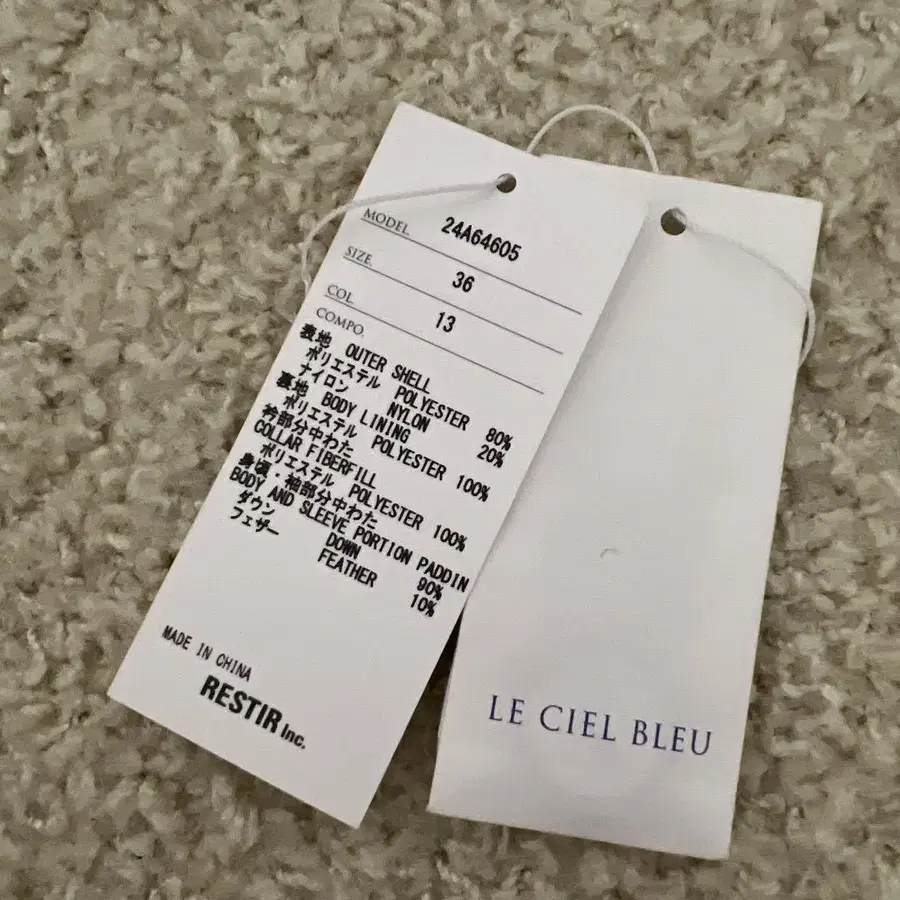 MODEL 24A64605
SIZE 36
COL 13
COMPO
表地 OUTER SHELL
ポリエステル POLYESTER 80%
ナイロン NYLON 20%
裏地 BODY LINING
ポリエステル POLYESTER 100%
衿部分中わた
COLLAR FIBERFILL
ポリエステル POLYESTER 100%
身頃・袖部分中わた
BODY AND SLEEVE PORTION PADDIN
ダウン DOWN 90%
フェザー FEATHER 10%
MADE IN CHINA
RESTIR Inc.
LE CIEL BLEU